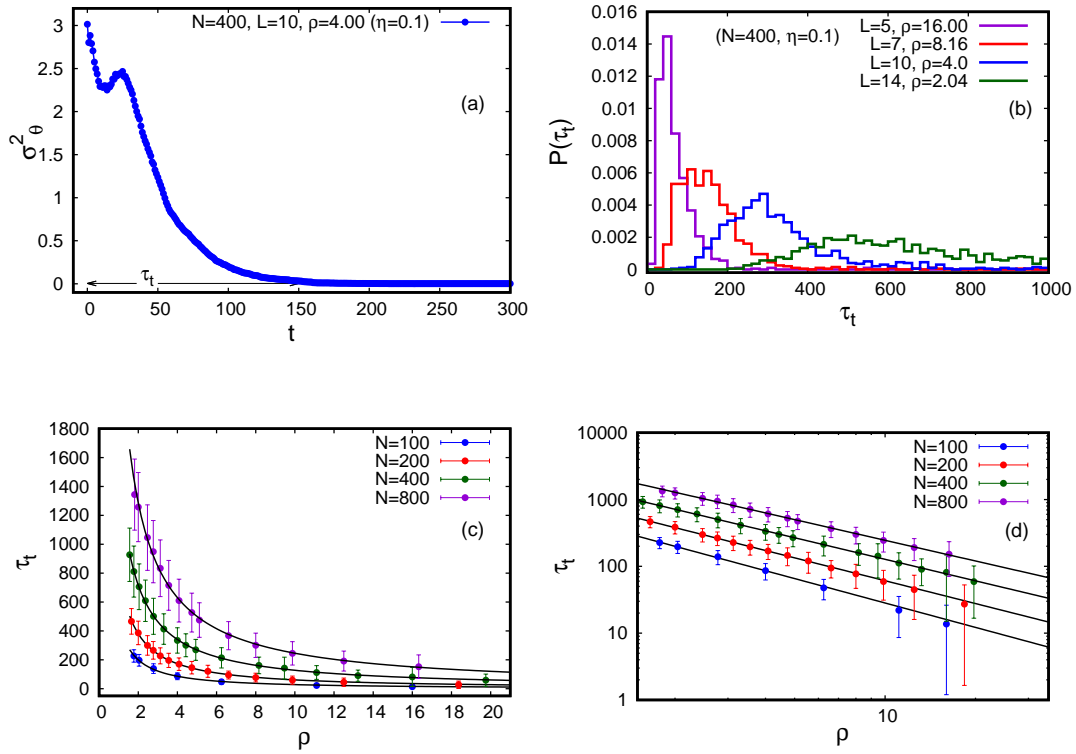 N=400, L=10, ρ=4.00 (η=0.1)
(a)
σ²θ
3.5
3
2.5
2
1.5
1
0.5
0
τt
0 50 100 150 200 250 300
t
(N=400, η=0.1)
L=5, ρ=16.00
L=7, ρ=8.16
L=10, ρ=4.0
L=14, ρ=2.04
(b)
P(τt)
0.016
0.014
0.012
0.010
0.008
0.006
0.004
0.002
0
0 200 400 600 800 1000
τt
N=100
N=200
N=400
N=800
(c)
τt
1800
1600
1400
1200
1000
800
600
400
200
0
0 2 4 6 8 10 12 14 16 18 20
ρ
N=100
N=200
N=400
N=800
(d)
τt
10000
1000
100
10
1
10
ρ